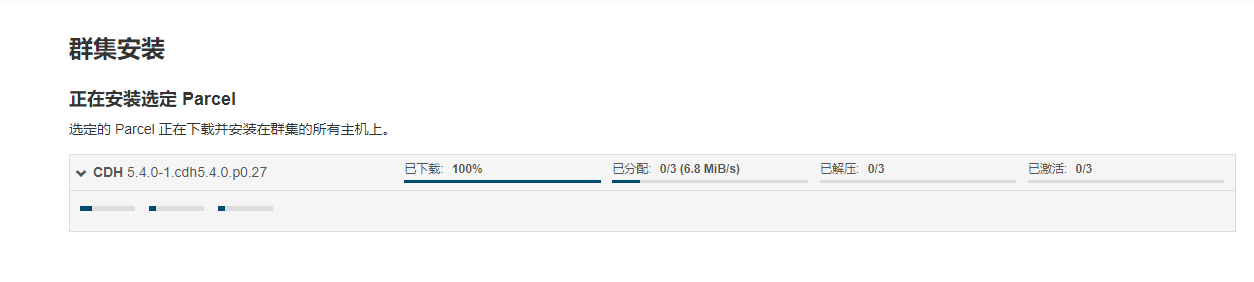 群集安装
正在安装选定 Parcel
选定的 Parcel 正在下载并安装在群集的所有主机上。
CDH 5.4.0-1.cdh5.4.0.p0.27 已下载: 100% 已分配: 0/3 (6.8 MiB/s) 已解压: 0/3 已激活: 0/3